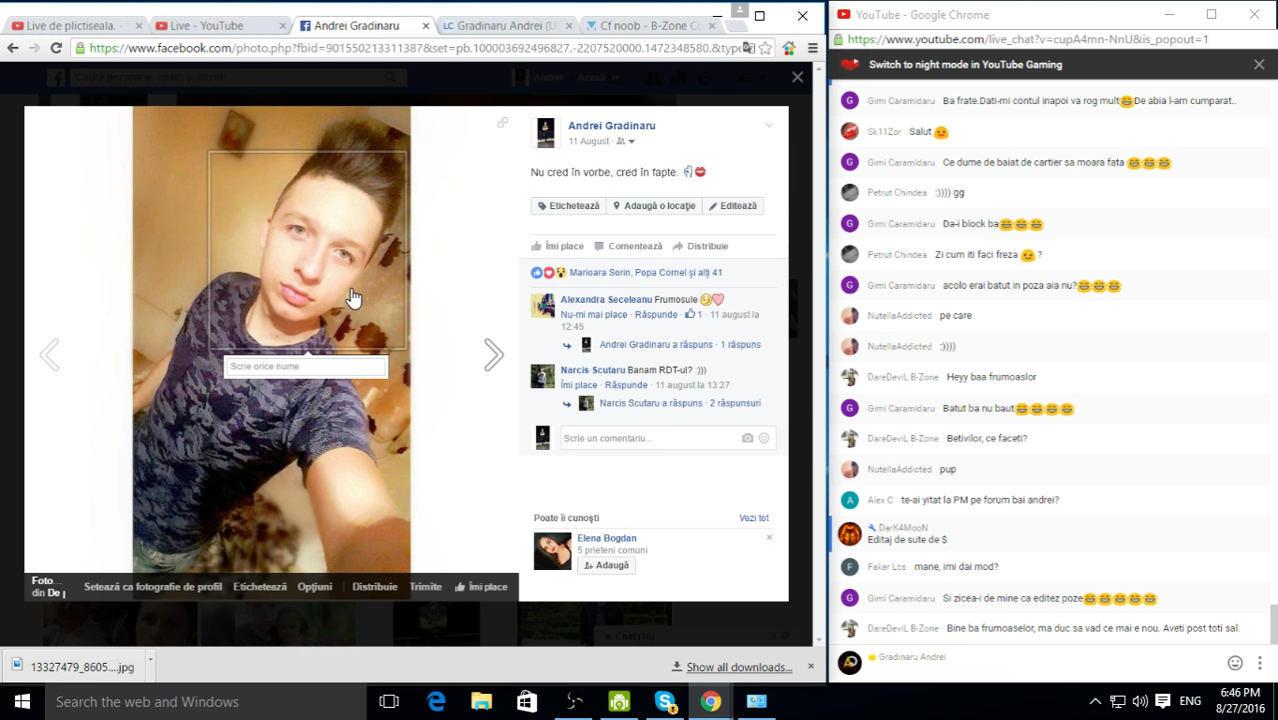 Live de plictiseala.
Live - YouTube
Andrei Gradinaru
Gradinaru Andrei (U
Cf noob - B-Zone Co
https://www.facebook.com/photo.php?fbid=901550213311387&set=pb.100005692496827.-2207520000.1472348580.&type
Andrei Gradinaru
11 August
Nu cred în vorbe, cred în fapte.
Etichetează
Adaugă o locație
Editează
Îmi place
Comentează
Distribuie
Marioara Sorin, Popa Cornel și alți 41
Alexandra Seceleanu Frumosule
Nu-mi mai place · Răspunde · 1 · 11 august la
12:45
Andrei Gradinaru a răspuns · 1 răspuns
Narcis Scutaru Banam RDT-ul? :)))
Îmi place · Răspunde · 11 august la 13:27
Narcis Scutaru a răspuns · 2 răspunsuri
Scrie un comentariu...
Scrie orice nume
Poate îi cunoști
Vezi tot
Elena Bogdan
5 prieteni comuni
Adaugă
Foto ...
din De p
Setează ca fotografie de profil
Etichetează
Opțiuni
Distribuie
Trimite
Îmi place
13327479_8605....jpg
Show all downloads...
YouTube - Google Chrome
https://www.youtube.com/live_chat?v=cupA4mn-NnU&is_popout=1
Switch to night mode in YouTube Gaming
G Gimi Caramidaru Ba frate.Dati-mi contul inapoi va rog mult😂De abia l-am cumparat..
Sk11Zor Salut
G Gimi Caramidaru Ce dume de baiat de cartier sa moara fata 😂😂😂
Petrut Chindea :)))) gg
G Gimi Caramidaru Da-i block ba😂😂😂
Petrut Chindea Zi cum iti faci freza 😉 ?
G Gimi Caramidaru acolo erai batut in poza aia nu?😂😂😂
NutellaAddicted pe care
NutellaAddicted :))))
DareDeviL B-Zone Heyy baa frumoaslor
G Gimi Caramidaru Batut ba nu baut😂😂😂😂
DareDeviL B-Zone Betivilor, ce faceti?
NutellaAddicted pup
A Alex C te-ai yitat la PM pe forum bai andrei?
DarK4MooN
Editaj de sute de $
F Faker Los mane, imi dai mod?
G Gimi Caramidaru Si zicea-i de mine ca editez poze😂😂😂😂😂
DareDeviL B-Zone Bine ba frumoaselor, ma duc sa vad ce mai e nou. Aveti post toti sal.
Gradinaru Andrei
Search the web and Windows
ENG
6:46 PM
8/27/2016